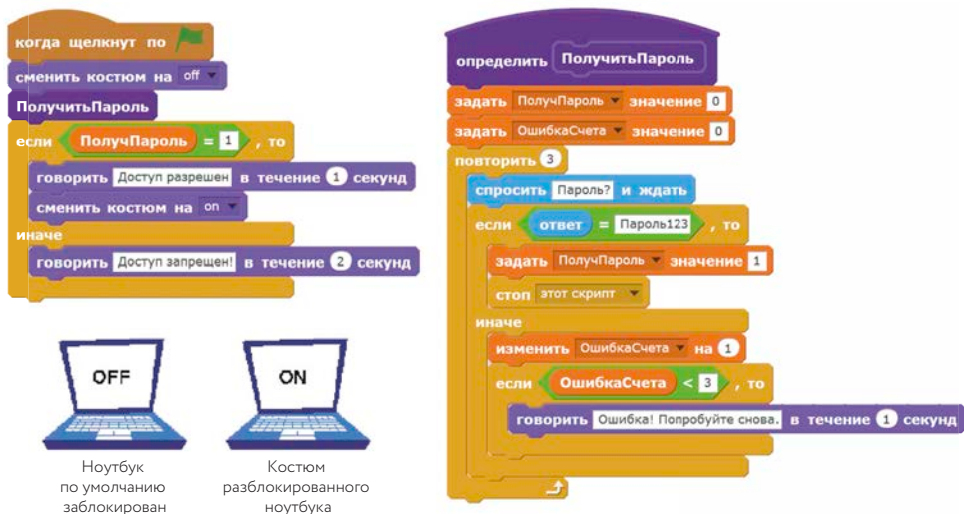 когда щелкнут по
сменить костюм на off
ПолучитьПароль
если ПолучПароль = 1 , то
говорить Доступ разрешен в течение 1 секунд
сменить костюм на on
иначе
говорить Доступ запрещен! в течение 2 секунд
OFF
Ноутбук
по умолчанию
заблокирован
ON
Костюм
разблокированного
ноутбука
определить ПолучитьПароль
задать ПолучПароль значение 0
задать ОшибкаСчета значение 0
повторить 3
спросить Пароль? и ждать
если ответ = Пароль123 , то
задать ПолучПароль значение 1
стоп этот скрипт
иначе
изменить ОшибкаСчета на 1
если ОшибкаСчета < 3 , то
говорить Ошибка! Попробуйте снова. в течение 1 секунд